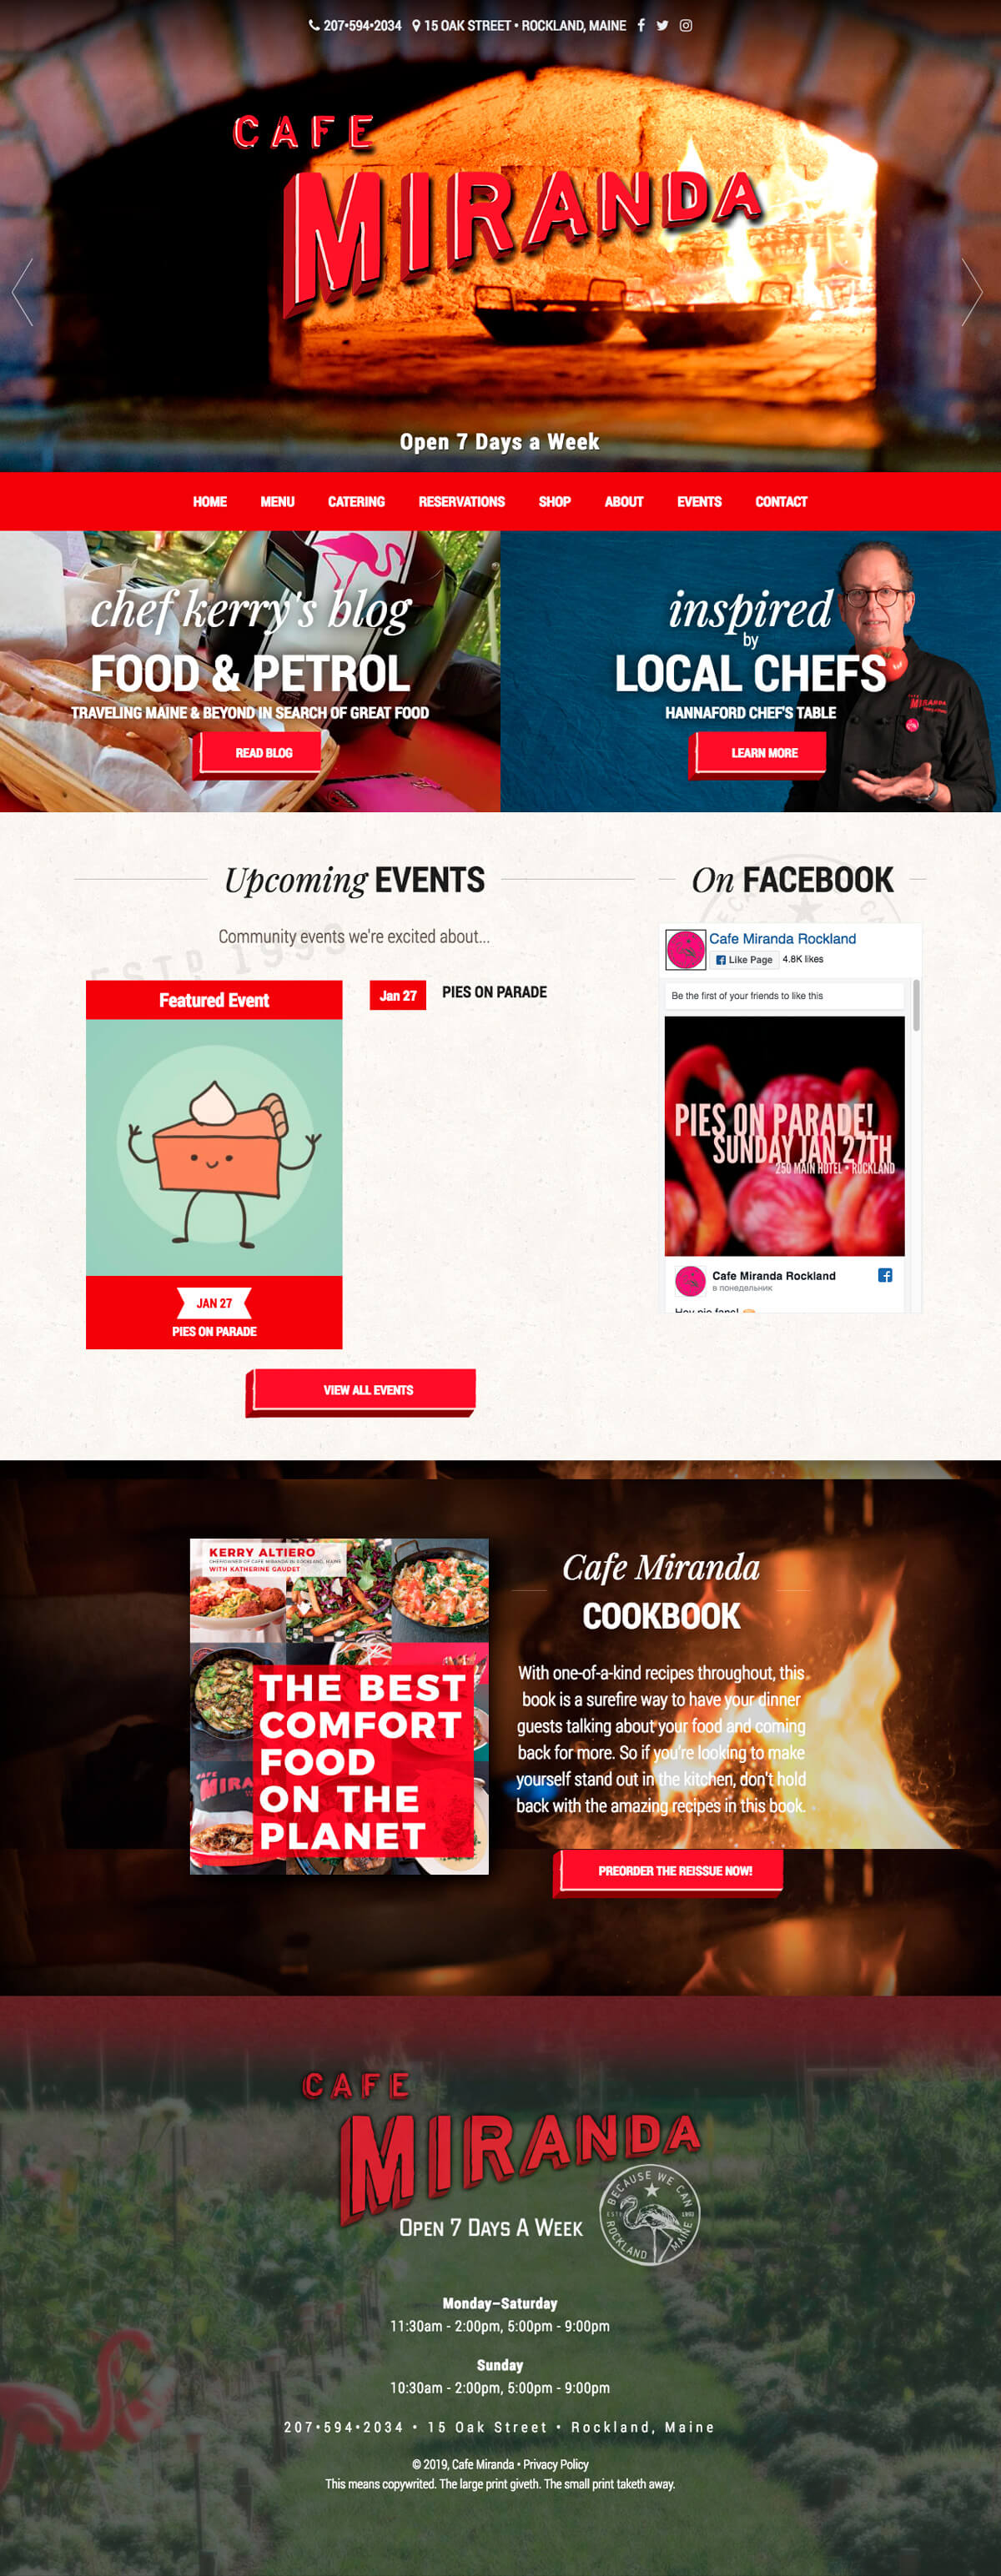 207•594•2034 15 OAK STREET • ROCKLAND, MAINE
CAFE
MIRANDA
Open 7 Days a Week
HOME MENU CATERING RESERVATIONS SHOP ABOUT EVENTS CONTACT
chef kerry's blog
FOOD & PETROL
TRAVELING MAINE & BEYOND IN SEARCH OF GREAT FOOD
READ BLOG
inspired
by
LOCAL CHEFS
HANNAFORD CHEF'S TABLE
LEARN MORE
MIRANDA
Upcoming EVENTS
Community events we're excited about...
ESTD 1993
Featured Event
Jan 27 PIES ON PARADE
JAN 27
PIES ON PARADE
VIEW ALL EVENTS
On FACEBOOK
Cafe Miranda Rockland
Like Page 4.8K likes
Be the first of your friends to like this
PIES ON PARADE!
SUNDAY JAN 27TH
250 MAIN HOTEL • ROCKLAND
Cafe Miranda Rockland
в понедельник
Hey pie fans!
KERRY ALTIERO
CHEF/OWNER OF CAFE MIRANDA IN ROCKLAND, MAINE
WITH KATHERINE GAUDET
THE BEST
COMFORT
FOOD
ON THE
PLANET
Cafe Miranda
COOKBOOK
With one-of-a-kind recipes throughout, this
book is a surefire way to have your dinner
guests talking about your food and coming
back for more. So if you're looking to make
yourself stand out in the kitchen, don't hold
back with the amazing recipes in this book.
PREORDER THE REISSUE NOW!
CAFE
MIRANDA
OPEN 7 DAYS A WEEK
BECAUSE WE CAN
ESTD 1993
ROCKLAND MAINE
Monday–Saturday
11:30am - 2:00pm, 5:00pm - 9:00pm
Sunday
10:30am - 2:00pm, 5:00pm - 9:00pm
207•594•2034 • 15 Oak Street • Rockland, Maine
© 2019, Cafe Miranda • Privacy Policy
This means copywrited. The large print giveth. The small print taketh away.